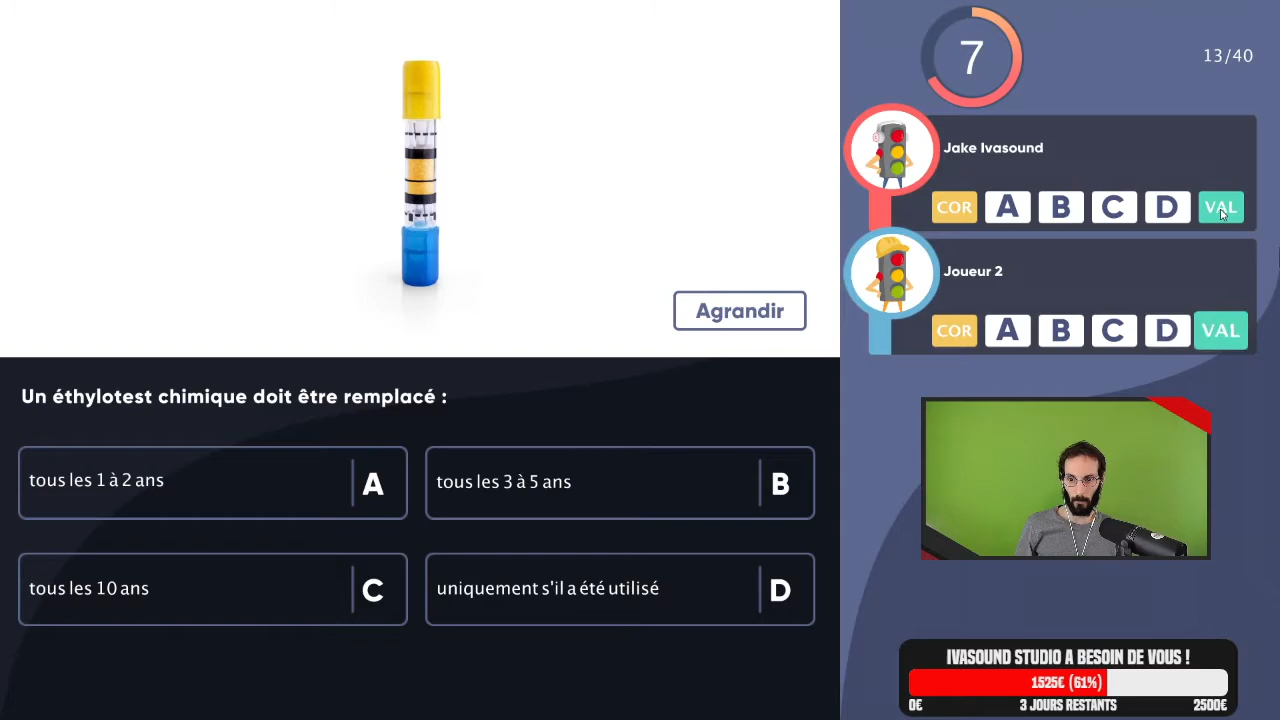 7
13/40
Jake Ivasound
COR A B C D VAL
Joueur 2
COR A B C D VAL
Agrandir
Un éthylotest chimique doit être remplacé :
tous les 1 à 2 ans A
tous les 3 à 5 ans B
tous les 10 ans C
uniquement s'il a été utilisé D
IVASOUND STUDIO A BESOIN DE VOUS !
1525€ (61%)
0€ 3 JOURS RESTANTS 2500€